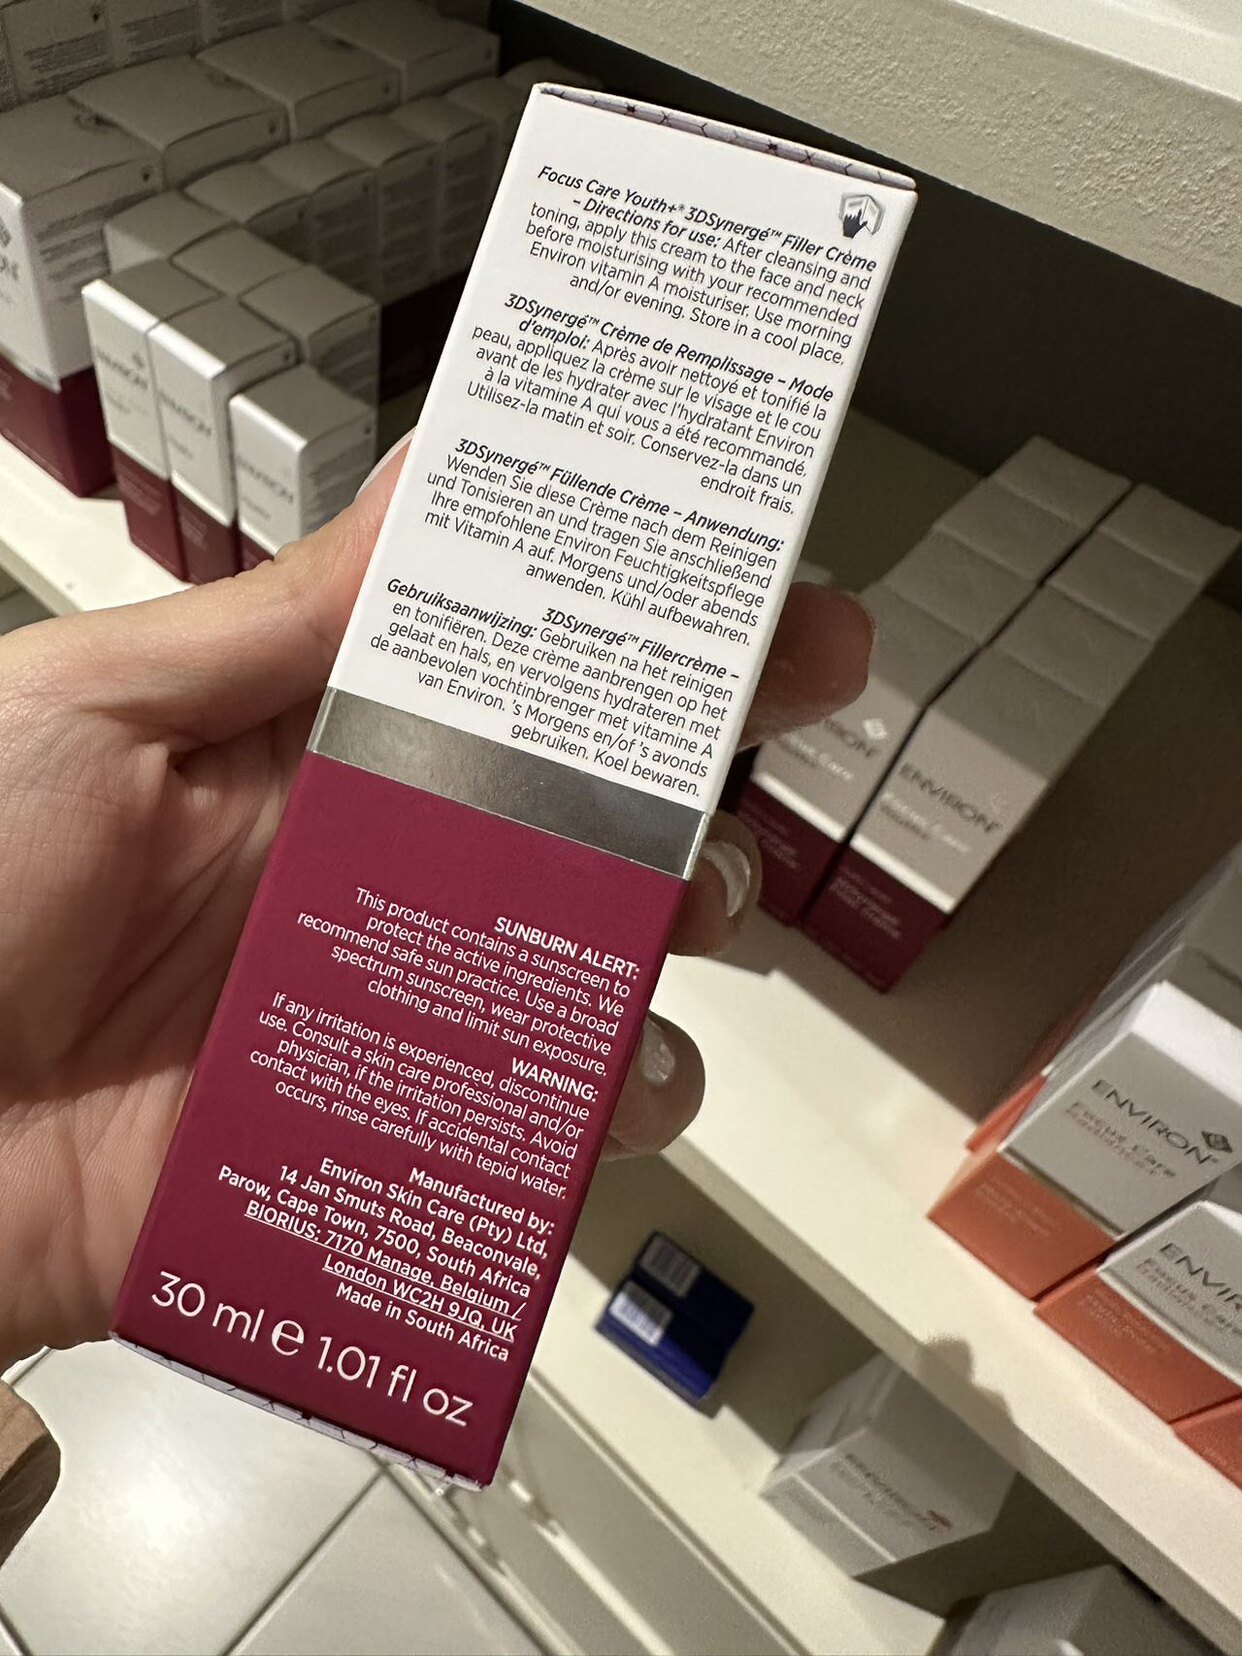 Focus Care Youth+® 3DSynergé™ Filler Crème
– Directions for use: After cleansing and
toning, apply this cream to the face and neck
before moisturising with your recommended
Environ vitamin A moisturiser. Use morning
and/or evening. Store in a cool place.
3DSynergé™ Crème de Remplissage – Mode
d'emploi: Après avoir nettoyé et tonifié la
peau, appliquez la crème sur le visage et le cou
avant de les hydrater avec l'hydratant Environ
à la vitamine A qui vous a été recommandé.
Utilisez-la matin et soir. Conservez-la dans un
endroit frais.
3DSynergé™ Füllende Crème – Anwendung:
Wenden Sie diese Crème nach dem Reinigen
und Tonisieren an und tragen Sie anschließend
Ihre empfohlene Environ Feuchtigkeitspflege
mit Vitamin A auf. Morgens und/oder abends
anwenden. Kühl aufbewahren.
3DSynergé™ Fillercrème –
Gebruiksaanwijzing: Gebruiken na het reinigen
en tonifiëren. Deze crème aanbrengen op het
gelaat en hals, en vervolgens hydrateren met
de aanbevolen vochtinbrenger met vitamine A
van Environ. 's Morgens en/of 's avonds
gebruiken. Koel bewaren.
SUNBURN ALERT:
This product contains a sunscreen to
protect the active ingredients. We
recommend safe sun practice. Use a broad
spectrum sunscreen, wear protective
clothing and limit sun exposure.
WARNING:
If any irritation is experienced, discontinue
use. Consult a skin care professional and/or
physician, if the irritation persists. Avoid
contact with the eyes. If accidental contact
occurs, rinse carefully with tepid water.
Manufactured by:
Environ Skin Care (Pty) Ltd,
14 Jan Smuts Road, Beaconvale,
Parow, Cape Town, 7500, South Africa
BIORIUS: 7170 Manage, Belgium /
London WC2H 9JQ, UK
Made in South Africa
30 ml e 1.01 fl oz
ENVIRON
ENVIRON
Focus Care
ENVIRON
Focus Care